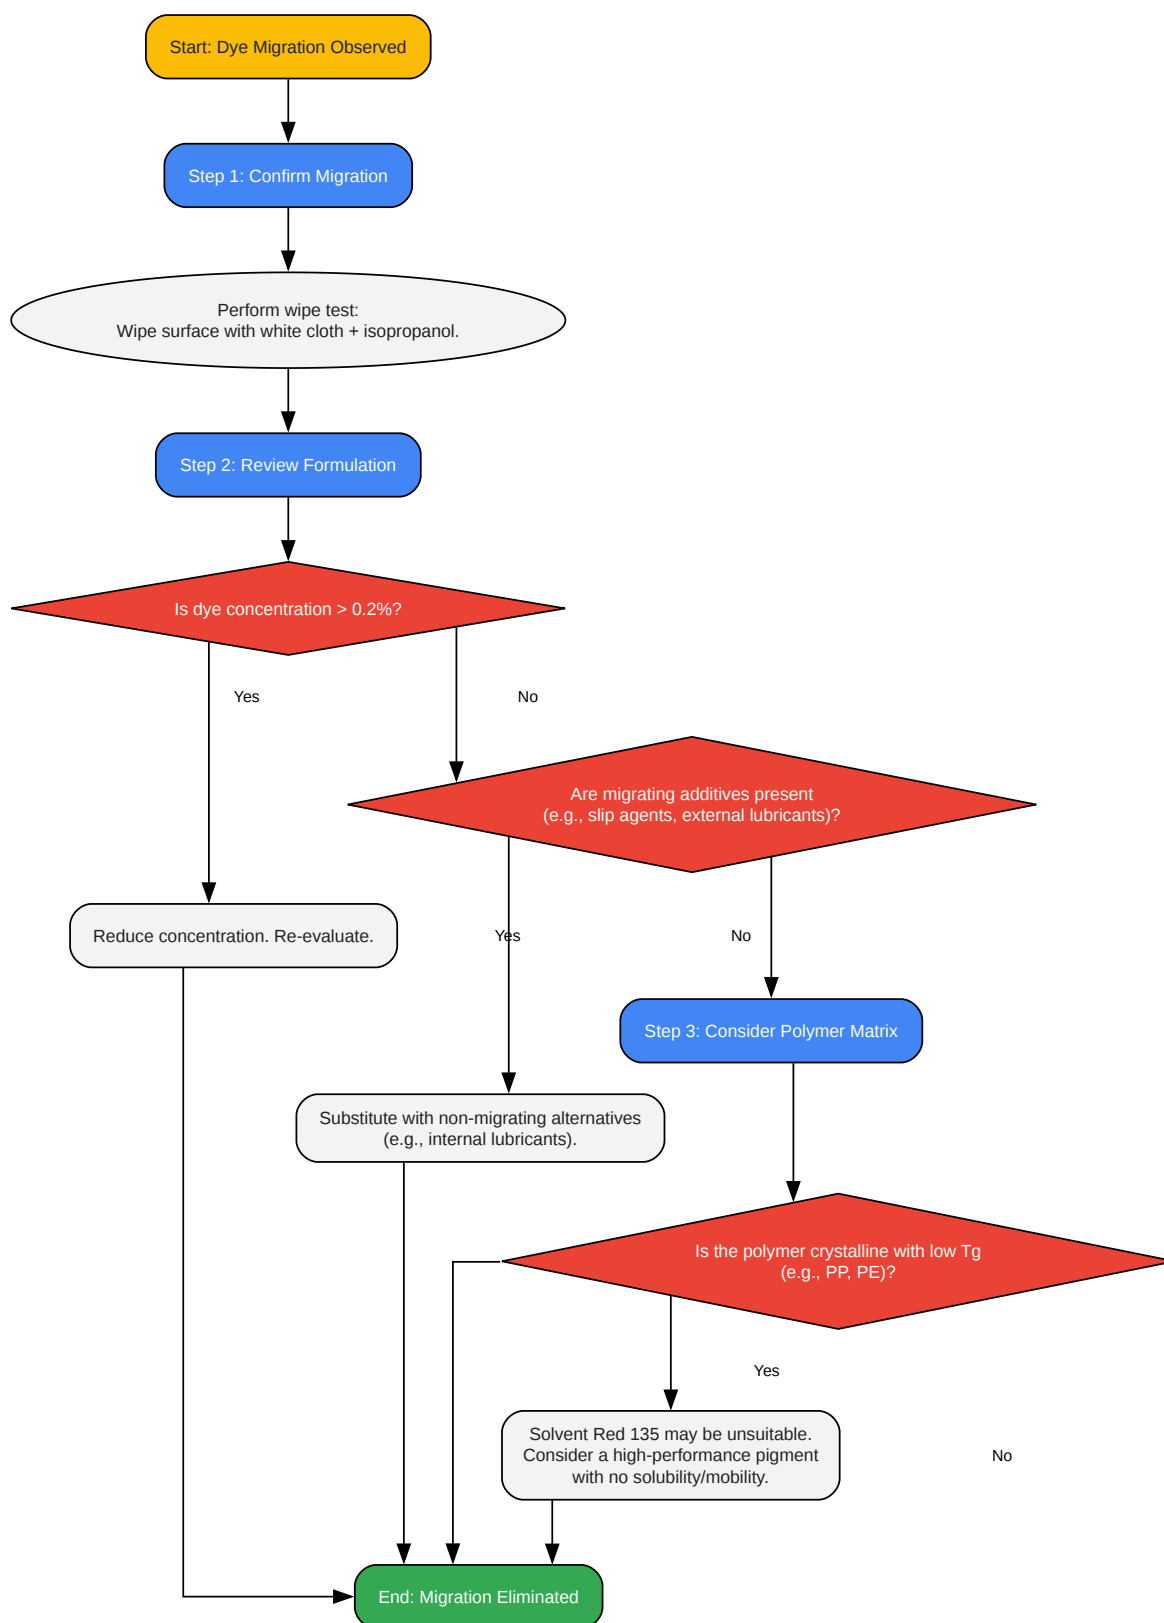 Start: Dye Migration Observed
Step 1: Confirm Migration
Perform wipe test:
Wipe surface with white cloth + isopropanol.
Step 2: Review Formulation
Is dye concentration > 0.2%?
Yes
No
Are migrating additives present
(e.g., slip agents, external lubricants)?
Reduce concentration. Re-evaluate.
Yes
No
Step 3: Consider Polymer Matrix
Substitute with non-migrating alternatives
(e.g., internal lubricants).
Is the polymer crystalline with low Tg
(e.g., PP, PE)?
Yes
Solvent Red 135 may be unsuitable.
Consider a high-performance pigment
with no solubility/mobility.
No
End: Migration Eliminated